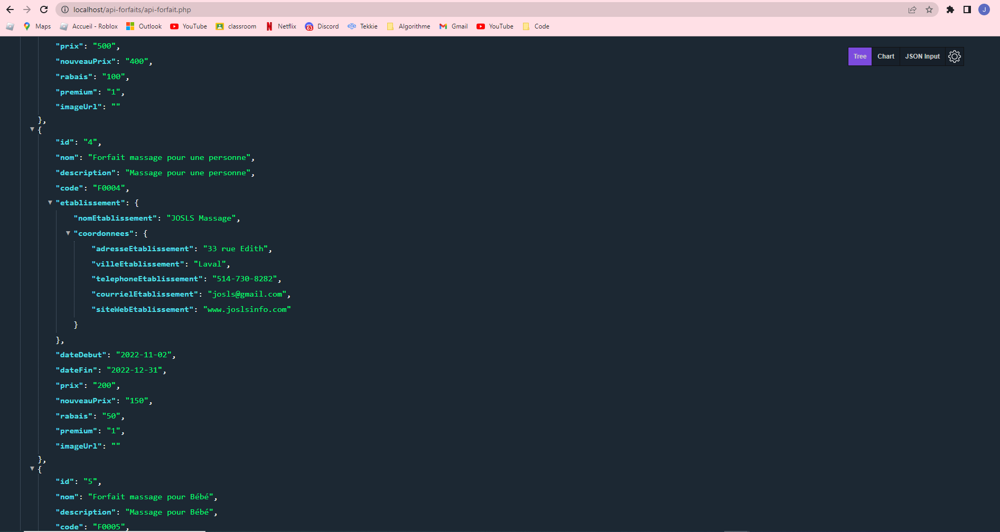 localhost/api-forfaits/api-forfait.php
J
Maps Accueil - Roblox Outlook YouTube classroom Netflix 63 Discord eTe Tekkie Algorithme Gmail YouTube Code
Tree Chart JSON Input
"prix": "500",
"nouveauPrix": "400",
"rabais": "100",
"premium": "1",
"imageUrl": ""
},
{
"id": "4",
"nom": "Forfait massage pour une personne",
"description": "Massage pour une personne",
"code": "F0004",
"etablissement": {
"nomEtablissement": "JOSLS Massage",
"coordonnees": {
"adresseEtablissement": "33 rue Edith",
"villeEtablissement": "Laval",
"telephoneEtablissement": "514-730-8282",
"courrielEtablissement": "josls@gmail.com",
"siteWebEtablissement": "www.joslsinfo.com"
}
},
"dateDebut": "2022-11-02",
"dateFin": "2022-12-31",
"prix": "200",
"nouveauPrix": "150",
"rabais": "50",
"premium": "1",
"imageUrl": ""
},
{
"id": "5",
"nom": "Forfait massage pour Bébé",
"description": "Massage pour Bébé",
"code": "F0005",